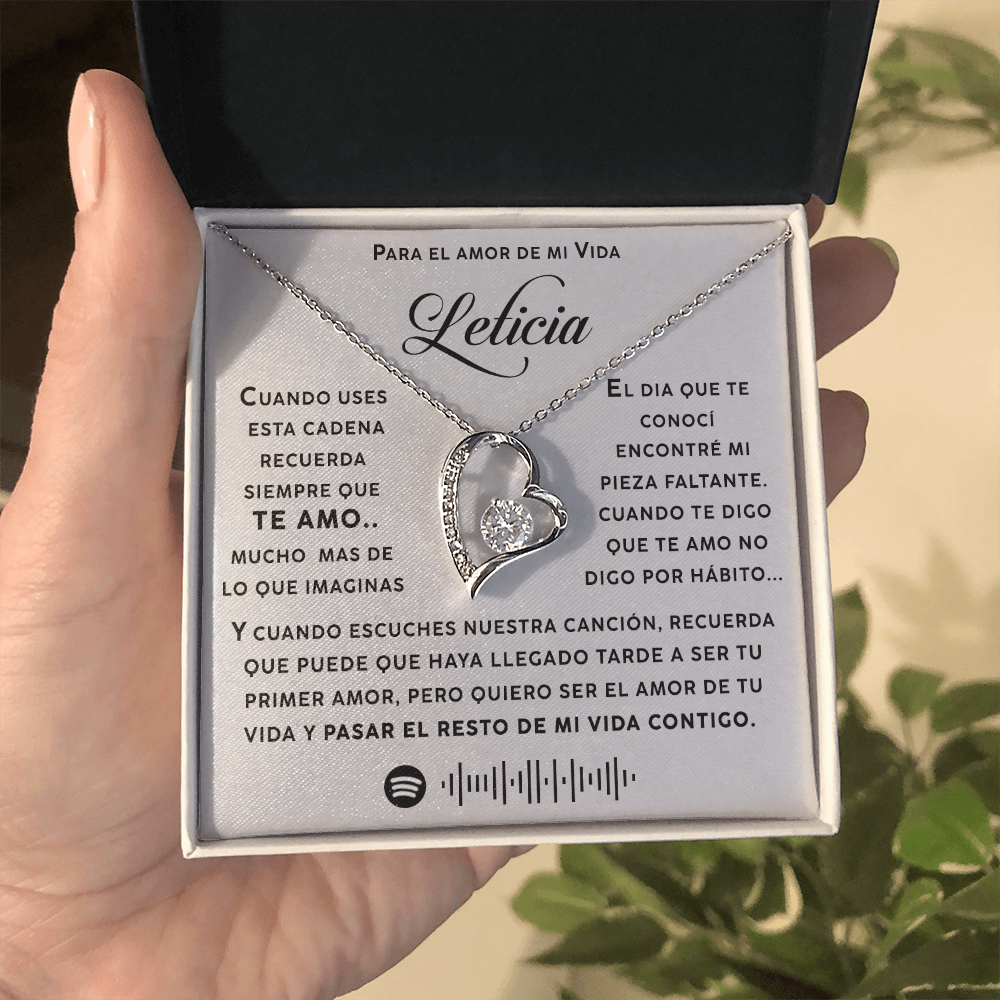 Para el amor de mi Vida
Leticia
Cuando uses
esta cadena
recuerda
siempre que
TE AMO..
mucho mas de
lo que imaginas
El dia que te
conocí
encontré mi
pieza faltante.
cuando te digo
que te amo no
digo por hábito...
Y cuando escuches nuestra canción, recuerda
que puede que haya llegado tarde a ser tu
primer amor, pero quiero ser el amor de tu
vida y pasar el resto de mi vida contigo.